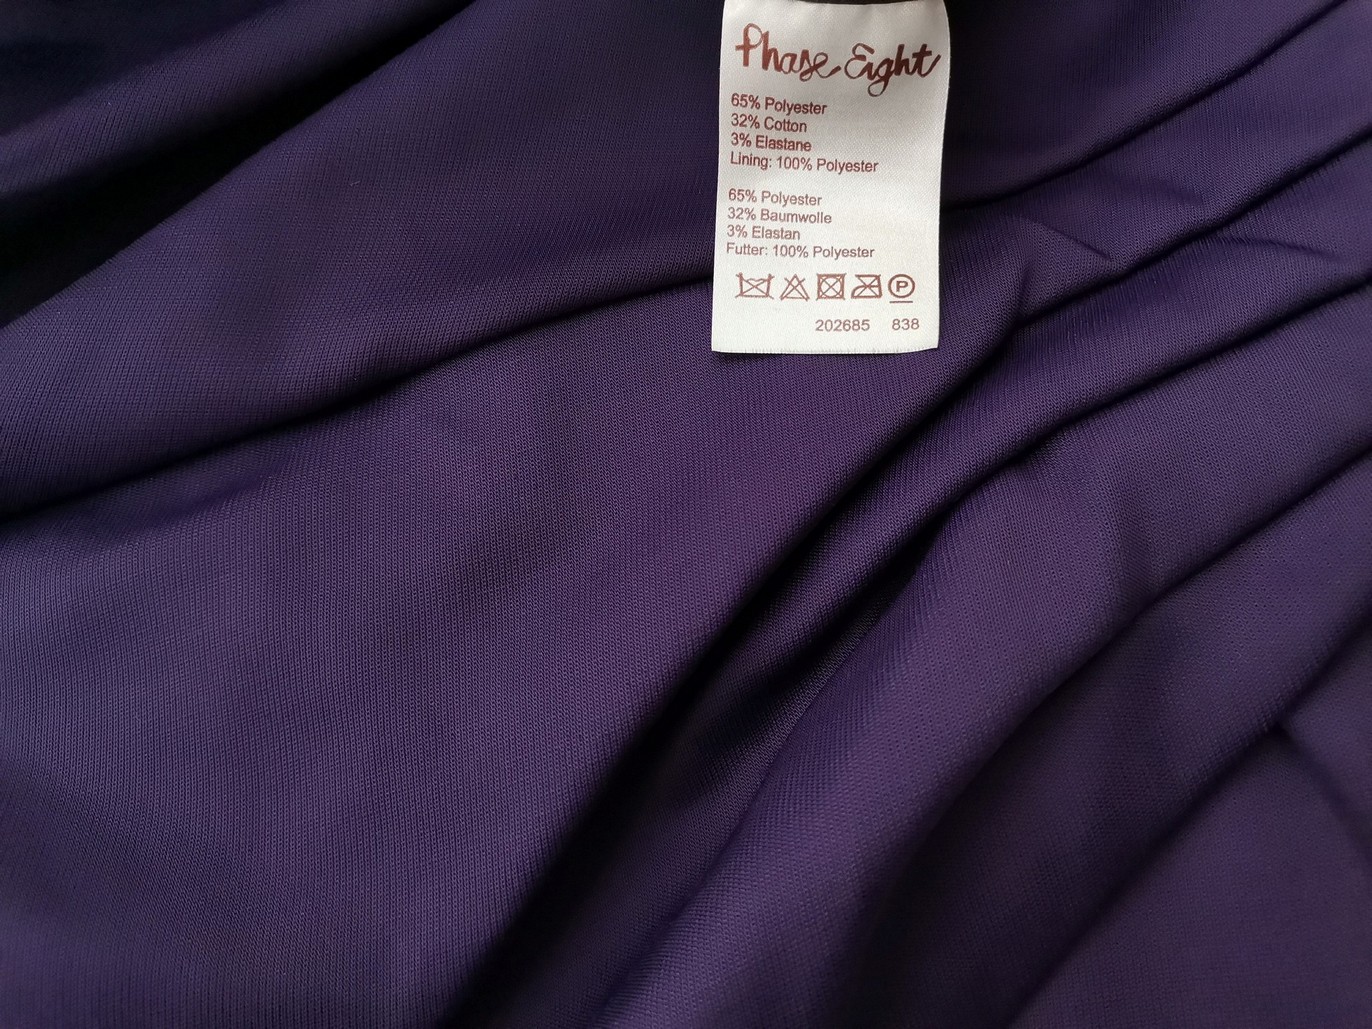 Phase Eight
65% Polyester
32% Cotton
3% Elastane
Lining: 100% Polyester
65% Polyester
32% Baumwolle
3% Elastan
Futter: 100% Polyester
P
202685 838